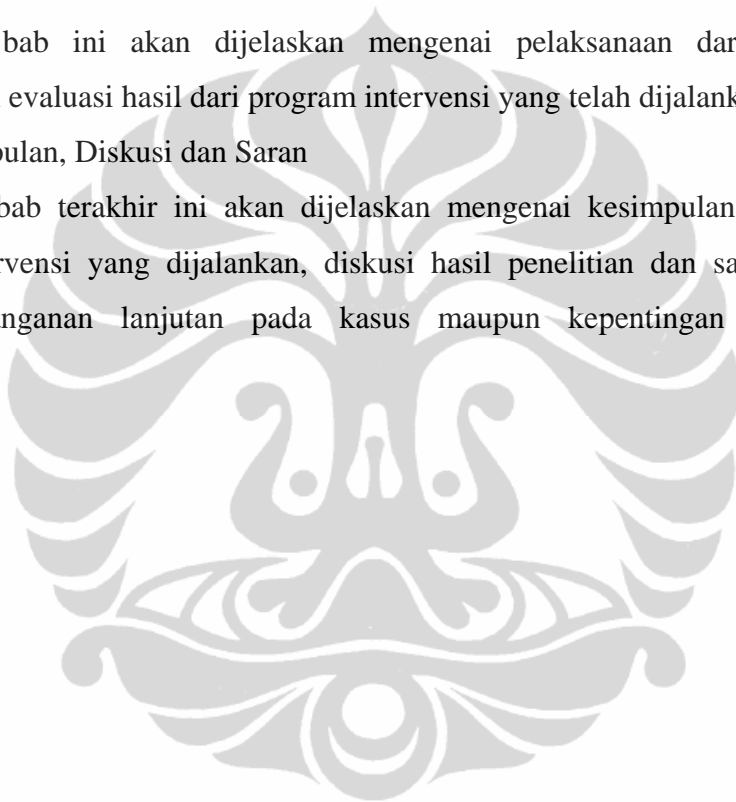 bab ini akan dijelaskan mengenai pelaksanaan dar
evaluasi hasil dari program intervensi yang telah dijalank
pulan, Diskusi dan Saran
bab terakhir ini akan dijelaskan mengenai kesimpulan
rvensi yang dijalankan, diskusi hasil penelitian dan sa
anganan lanjutan pada kasus maupun kepentingan